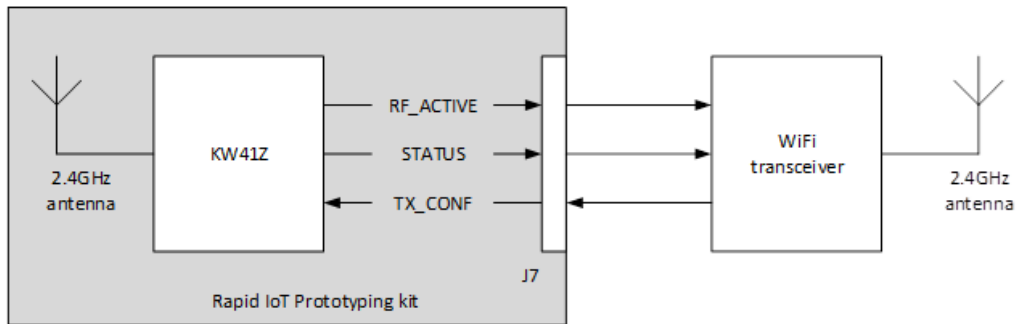 RF_ACTIVE
KW41Z
STATUS
WiFi
transceiver
2.4GHz
antenna
TX_CONF
2.4GHz
antenna
J7
Rapid IoT Prototyping kit